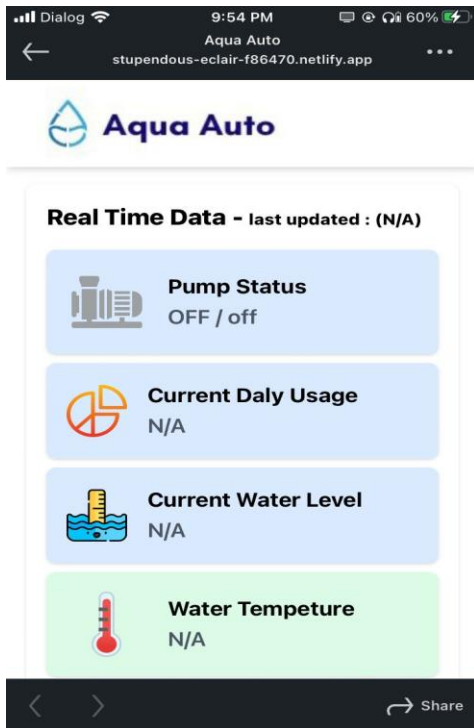 Dialog 9:54 PM 60%
Aqua Auto
stupendous-eclair-f86470.netlify.app
Aqua Auto
Real Time Data - last updated : (N/A)
Pump Status
OFF / off
Current Daly Usage
N/A
Current Water Level
N/A
Water Tempeture
N/A
Share